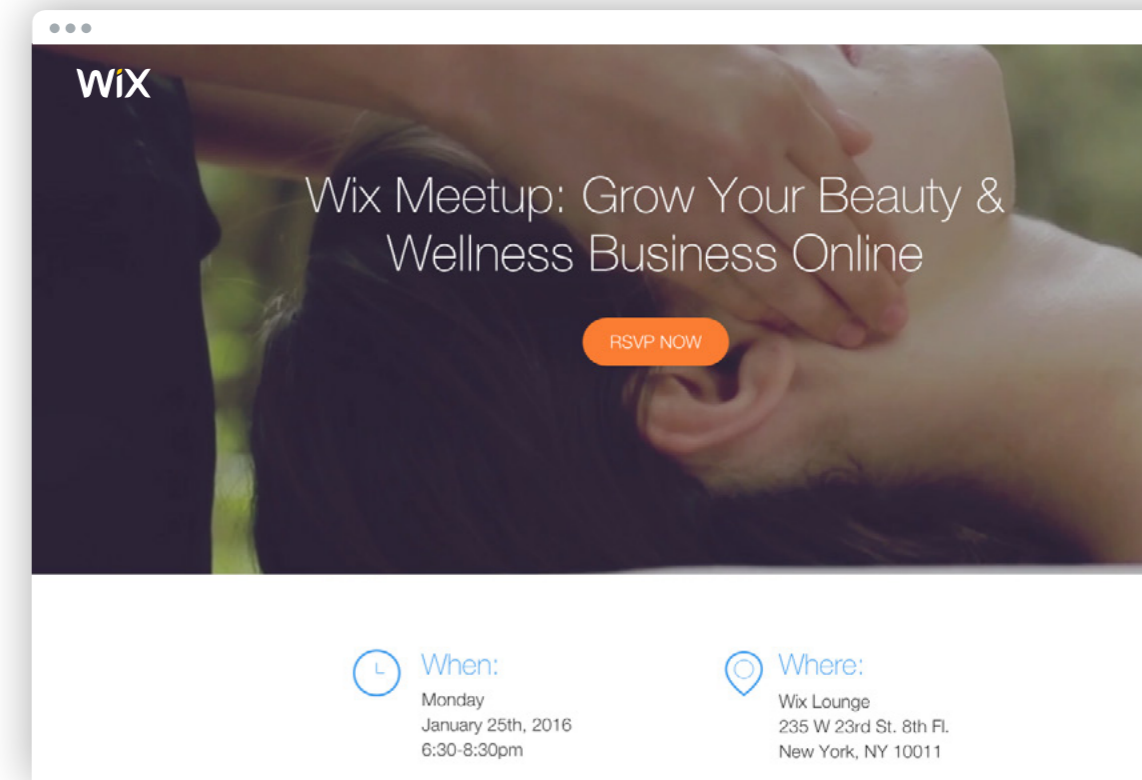 WiX
Wix Meetup: Grow Your Beauty &
Wellness Business Online
RSVP NOW
When:
Monday
January 25th, 2016
6:30-8:30pm
Where:
Wix Lounge
235 W 23rd St. 8th Fl.
New York, NY 10011